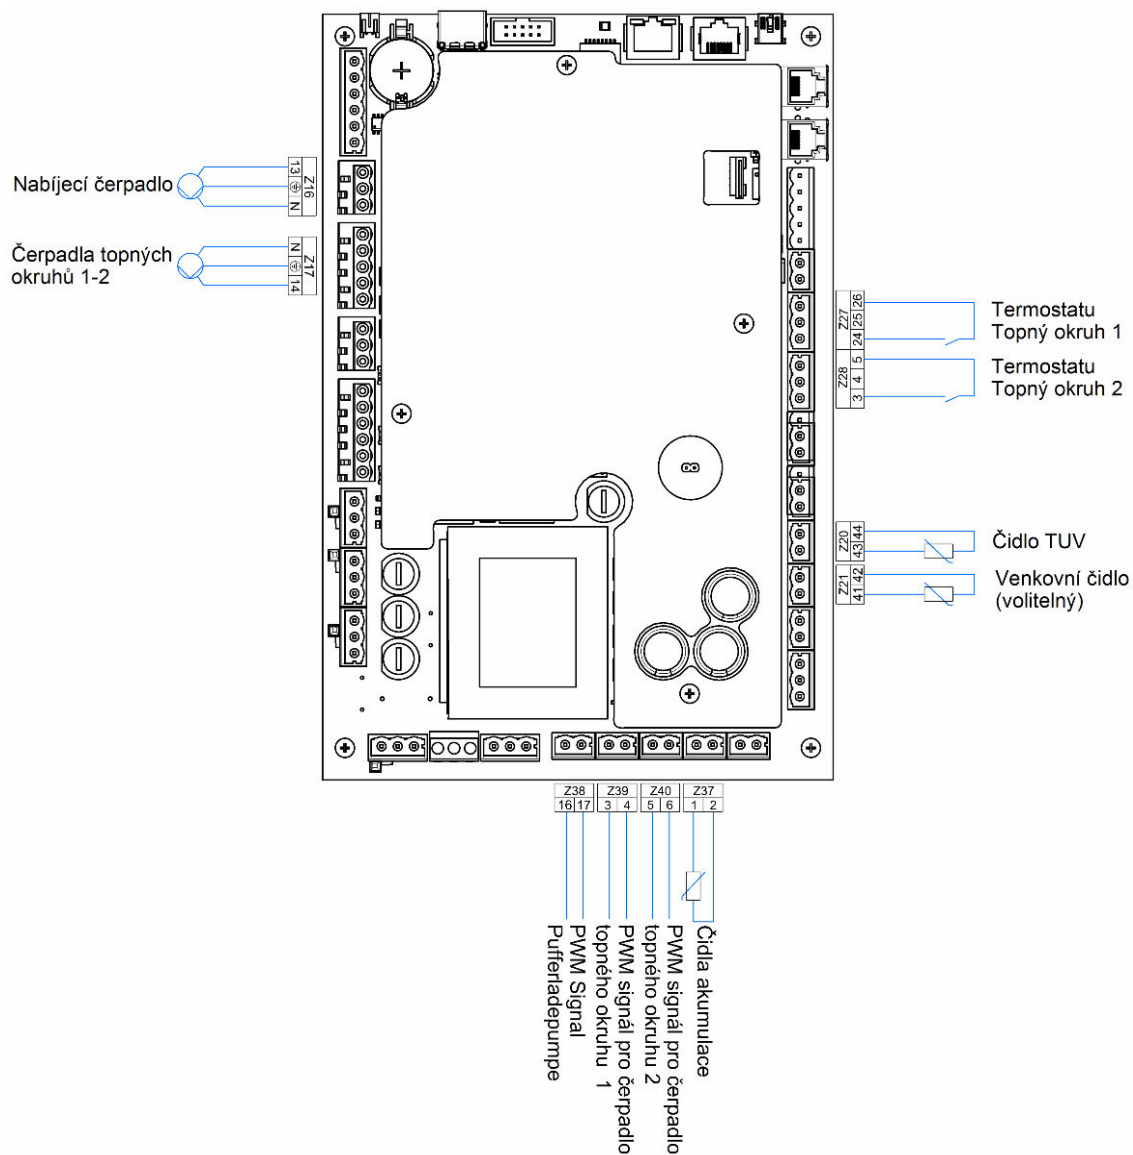 Nabíjecí čerpadlo
13
N
Z16
Čerpadla topných
okruhů 1-2
N
14
Z17
Z27
24 25 26
Termostatu
Topný okruh 1
Z28
3 4 5
Termostatu
Topný okruh 2
Z20
43 44
Čidlo TUV
Z21
41 42
Venkovní čidlo
(volitelný)
Z38
16 17
Z39
3 4
Z40
5 6
Z37
1 2
Čidla akumulace
PWM signál pro čerpadlo
topného okruhu 2
PWM signál pro čerpadlo
topného okruhu 1
PWM Signal
Pufferladepumpe